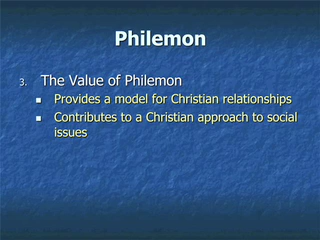 Philemon
3. The Value of Philemon
Provides a model for Christian relationships
Contributes to a Christian approach to social
issues